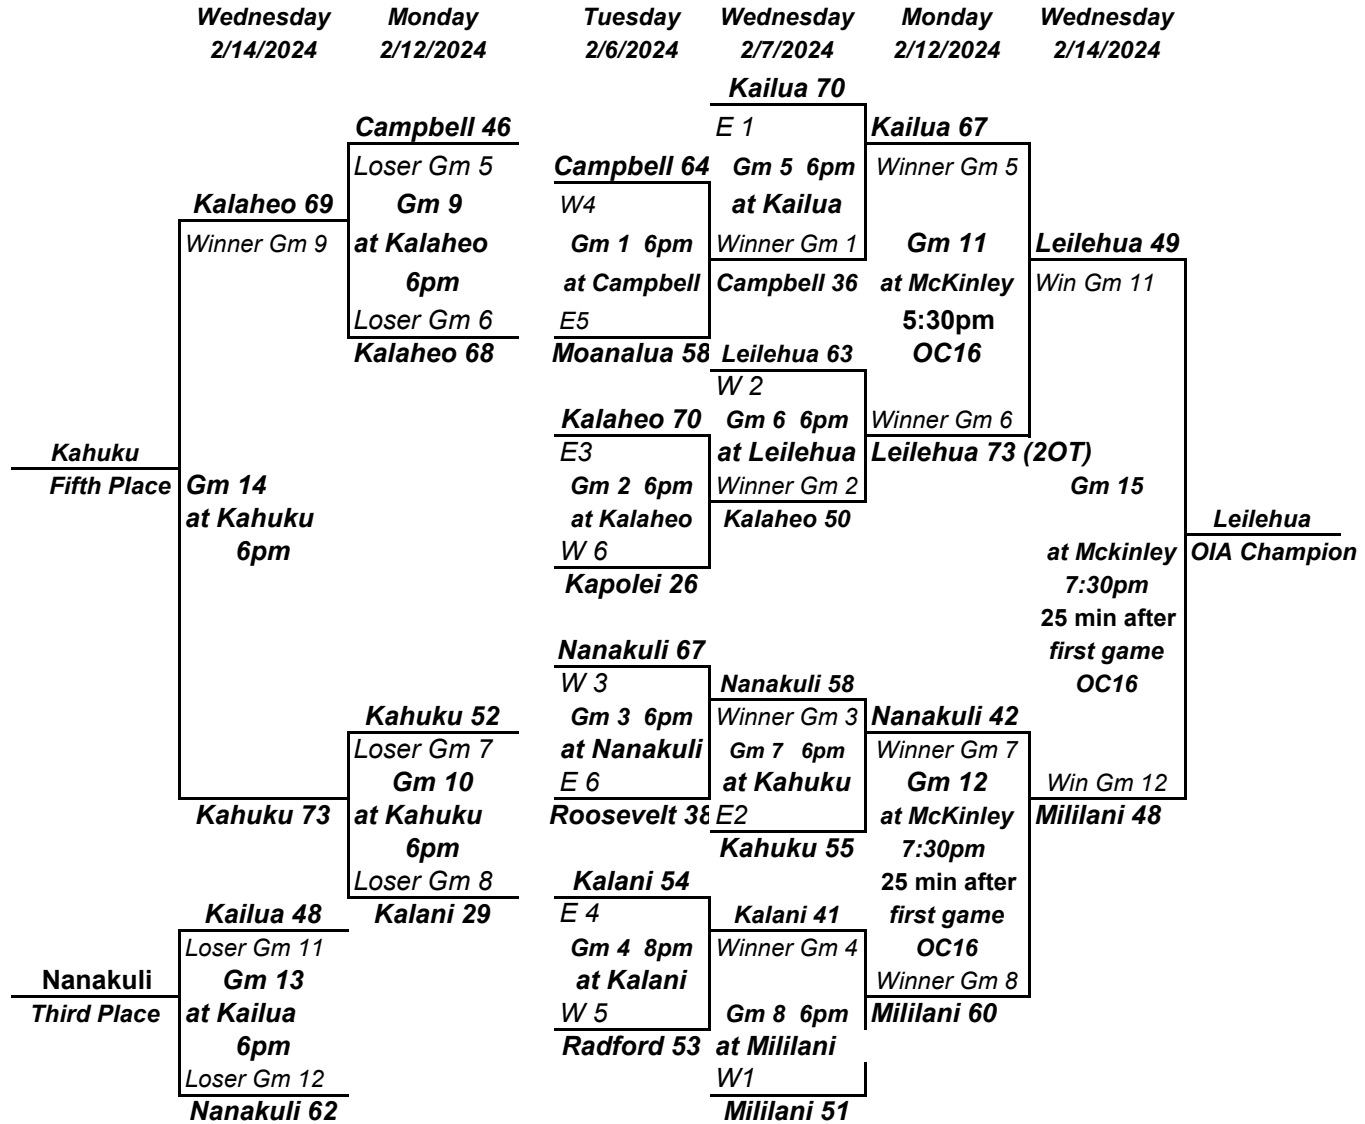 Wednesday Monday Tuesday Wednesday Monday Wednesday
2/14/2024 2/12/2024 2/6/2024 2/7/2024 2/12/2024 2/14/2024
Kailua 70
Campbell 46 E 1 Kailua 67
Loser Gm 5 Campbell 64 Gm 5 6pm Winner Gm 5
Kalaheo 69 Gm 9 W4 at Kailua
Winner Gm 9 at Kalaheo Gm 1 6pm Winner Gm 1 Gm 11 Leilehua 49
6pm at Campbell Campbell 36 at McKinley Win Gm 11
Loser Gm 6 E5 5:30pm
Kalaheo 68 Moanalua 58 Leilehua 63 OC16
W 2
Kalaheo 70 Gm 6 6pm Winner Gm 6
Kahuku E3 at Leilehua Leilehua 73 (2OT)
Fifth Place Gm 14 Gm 2 6pm Winner Gm 2 Gm 15
at Kahuku at Kalaheo Kalaheo 50 Leilehua
6pm W 6 at Mckinley OIA Champion
Kapolei 26 7:30pm
25 min after
Nanakuli 67 first game
W 3 Nanakuli 58 OC16
Kahuku 52 Gm 3 6pm Winner Gm 3 Nanakuli 42
Loser Gm 7 at Nanakuli Gm 7 6pm Winner Gm 7
Gm 10 E 6 at Kahuku Gm 12 Win Gm 12
Kahuku 73 at Kahuku Roosevelt 38 E2 at McKinley Mililani 48
6pm Kahuku 55 7:30pm
Loser Gm 8 Kalani 54 25 min after
Kailua 48 Kalani 29 E 4 Kalani 41 first game
Loser Gm 11 Gm 4 8pm Winner Gm 4 OC16
Nanakuli Gm 13 at Kalani Winner Gm 8
Third Place at Kailua W 5 Gm 8 6pm Mililani 60
6pm Radford 53 at Mililani
Loser Gm 12 W1
Nanakuli 62 Mililani 51